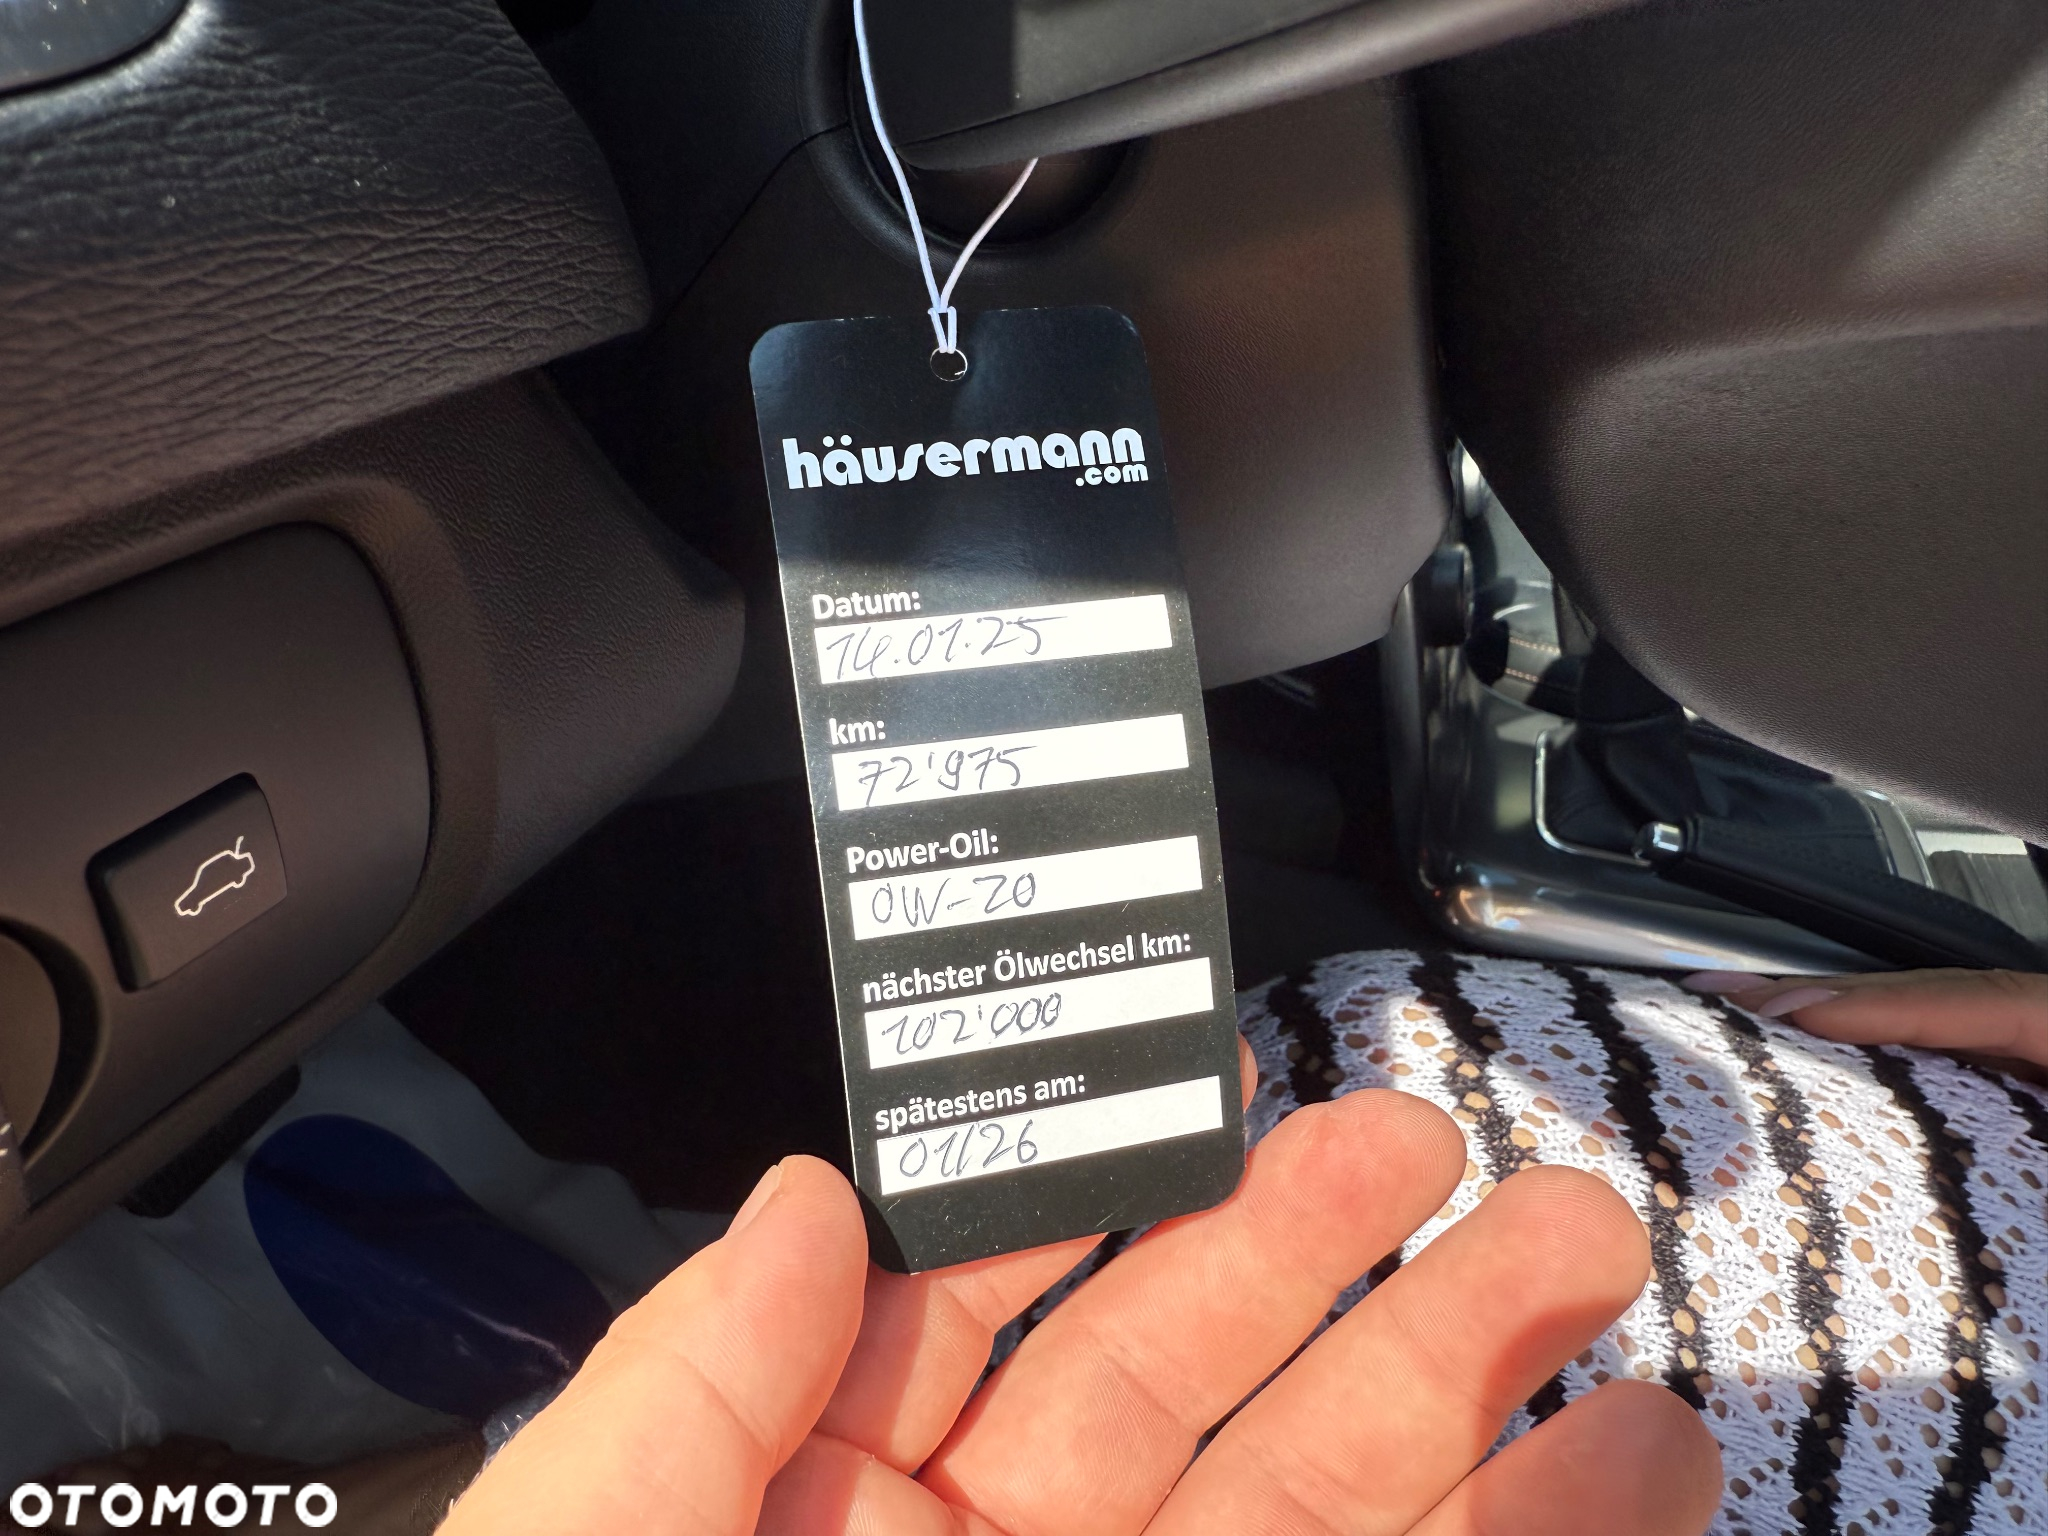 häusermann
.com
Datum:
14.01.25
km:
72'975
Power-Oil:
0W-20
nächster Ölwechsel km:
102'000
spätestens am:
01/26
OTOMOTO